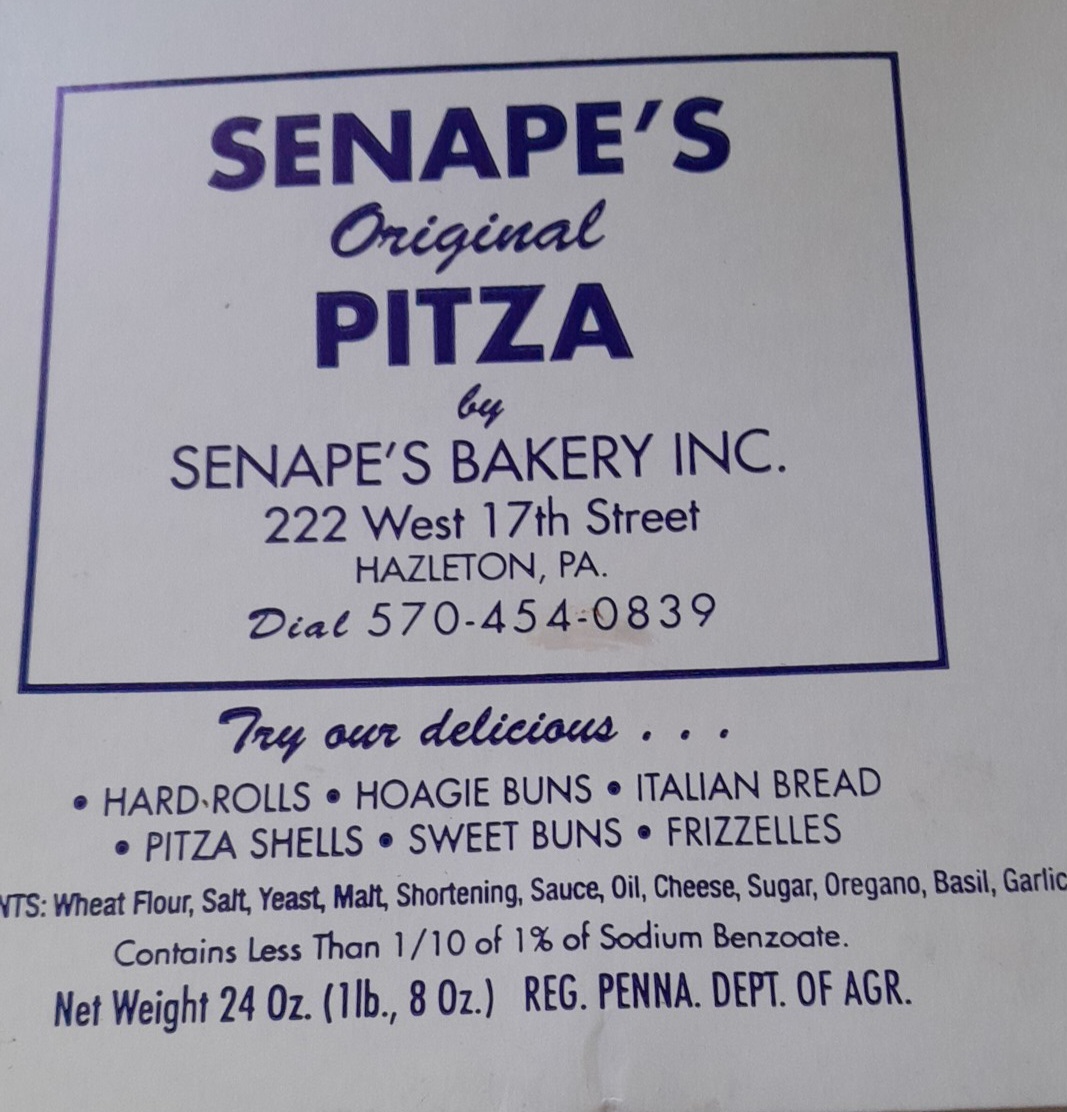 SENAPE'S
Original
PITZA
by
SENAPE'S BAKERY INC.
222 West 17th Street
HAZLETON, PA.
Dial 570-454-0839
Try our delicious . . .
• HARD ROLLS • HOAGIE BUNS • ITALIAN BREAD
• PITZA SHELLS • SWEET BUNS • FRIZZELLES
NTS: Wheat Flour, Salt, Yeast, Malt, Shortening, Sauce, Oil, Cheese, Sugar, Oregano, Basil, Garlic
Contains Less Than 1/10 of 1% of Sodium Benzoate.
Net Weight 24 Oz. (1lb., 8 Oz.) REG. PENNA. DEPT. OF AGR.